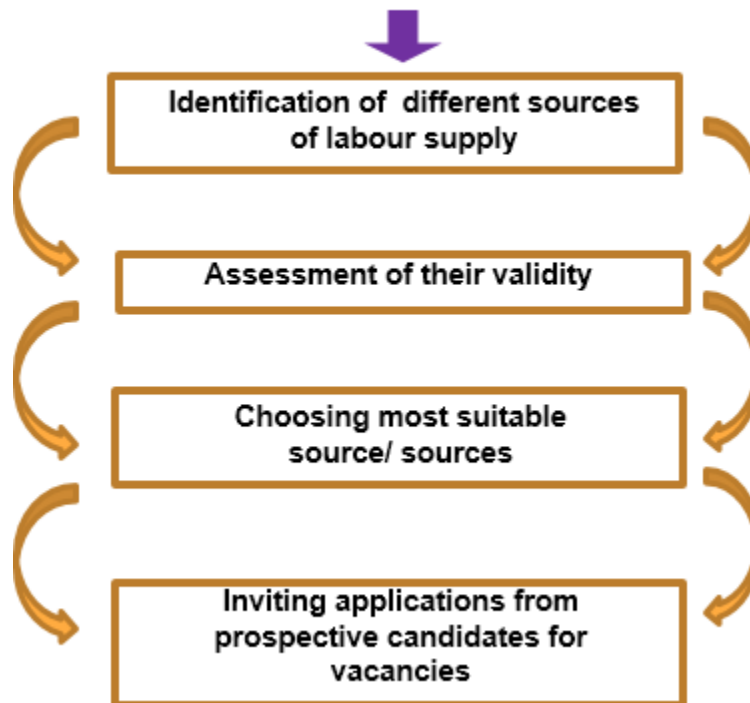 Identification of different sources
of labour supply
Assessment of their validity
Choosing most suitable
source/ sources
Inviting applications from
prospective candidates for
vacancies